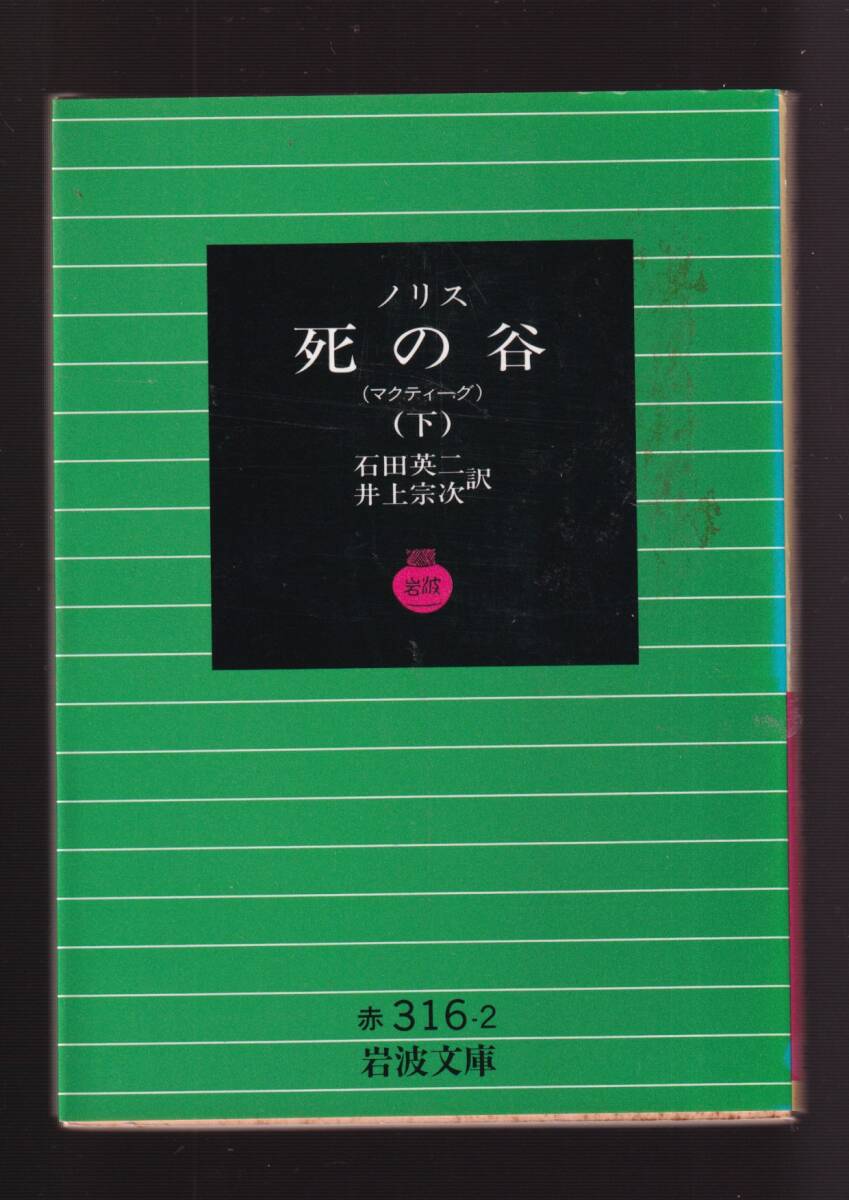 ノリス
死の谷
（マクティーグ）
（下）
石田英二
井上宗次訳
岩波
赤 316-2
岩波文庫